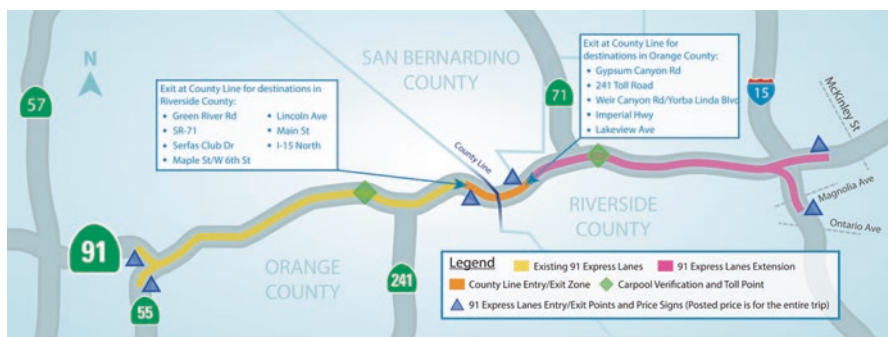 N
57
SAN BERNARDINO
COUNTY
Exit at County Line for destinations in
Riverside County:
• Green River Rd
• SR-71
• Serfas Club Dr
• Maple St/W 6th St
• Lincoln Ave
• Main St
• I-15 North
Exit at County Line for
destinations in Orange County:
• Gypsum Canyon Rd
• 241 Toll Road
• Weir Canyon Rd/Yorba Linda Blvd
• Imperial Hwy
• Lakeview Ave
71
15
McKinley St
County Line
Magnolia Ave
Ontario Ave
RIVERSIDE
COUNTY
91
ORANGE
COUNTY
55
241
Legend
Existing 91 Express Lanes
91 Express Lanes Extension
County Line Entry/Exit Zone
Carpool Verification and Toll Point
91 Express Lanes Entry/Exit Points and Price Signs (Posted price is for the entire trip)